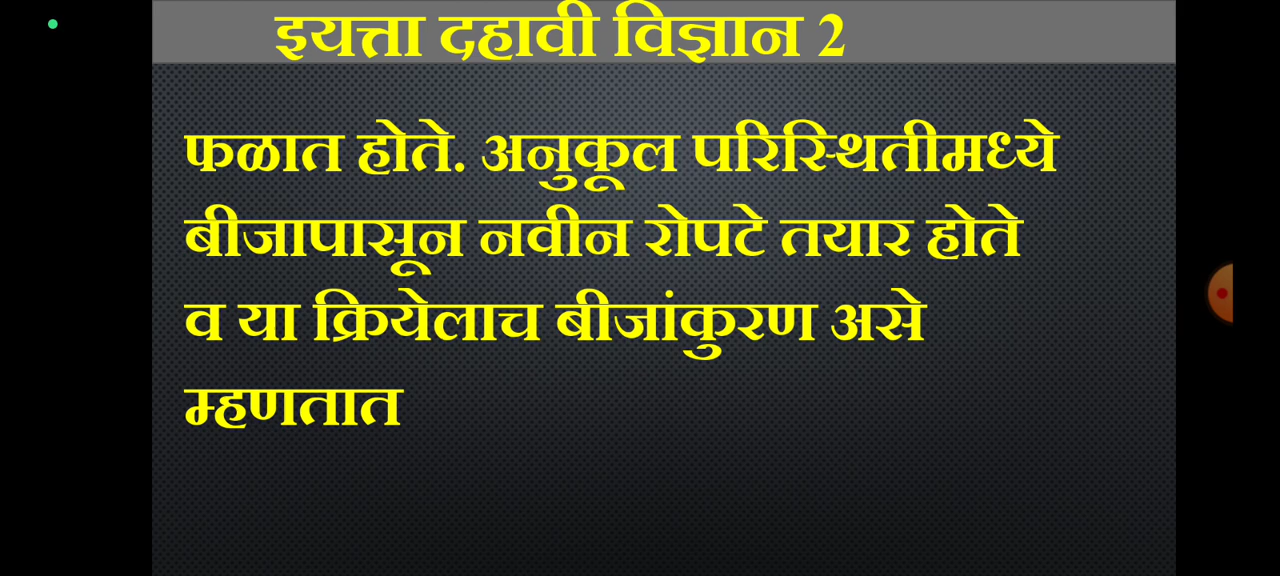 इयत्ता दहावी विज्ञान 2
फळात होते. अनुकूल परिस्थितीमध्ये
बीजापासून नवीन रोपटे तयार होते
व या क्रियेलाच बीजांकुरण असे
म्हणतात